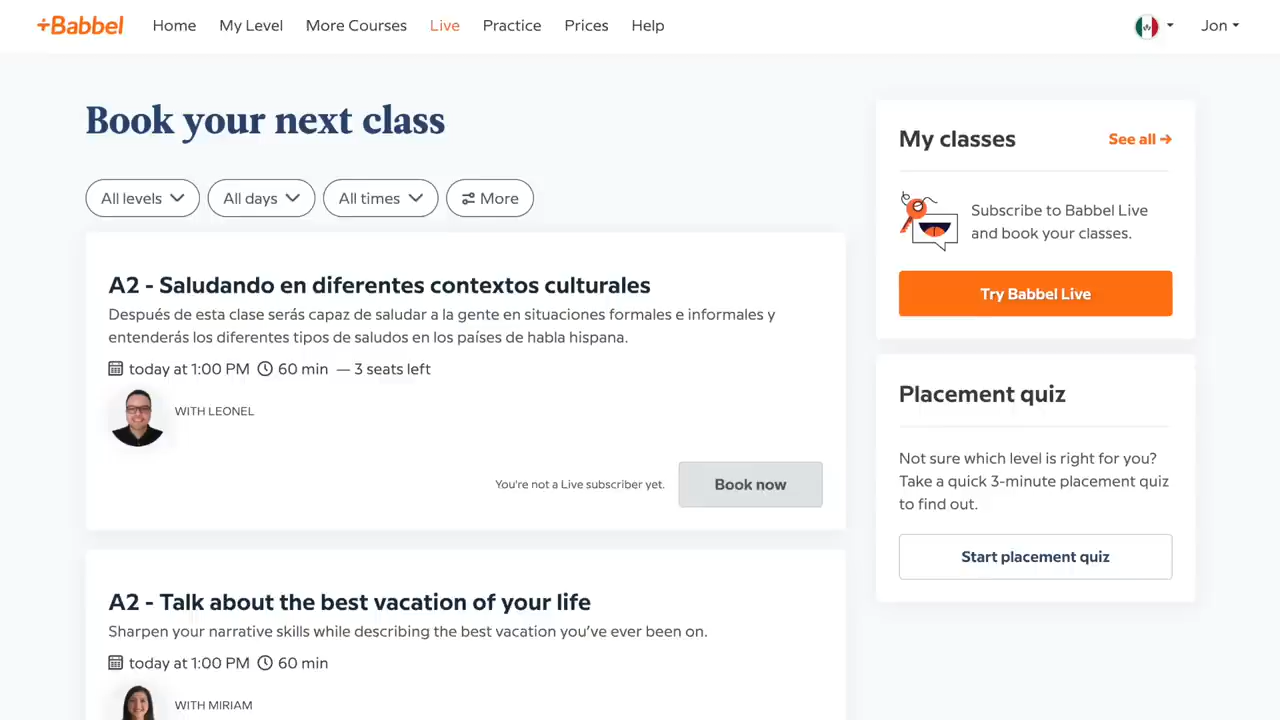 +Babbel Home My Level More Courses Live Practice Prices Help Jon
Book your next class
All levels All days All times More
A2 - Saludando en diferentes contextos culturales
Después de esta clase serás capaz de saludar a la gente en situaciones formales e informales y
entenderás los diferentes tipos de saludos en los países de habla hispana.
today at 1:00 PM 60 min — 3 seats left
WITH LEONEL
You're not a Live subscriber yet. Book now
A2 - Talk about the best vacation of your life
Sharpen your narrative skills while describing the best vacation you’ve ever been on.
today at 1:00 PM 60 min
WITH MIRIAM
My classes See all →
Subscribe to Babbel Live
and book your classes.
Try Babbel Live
Placement quiz
Not sure which level is right for you?
Take a quick 3-minute placement quiz
to find out.
Start placement quiz